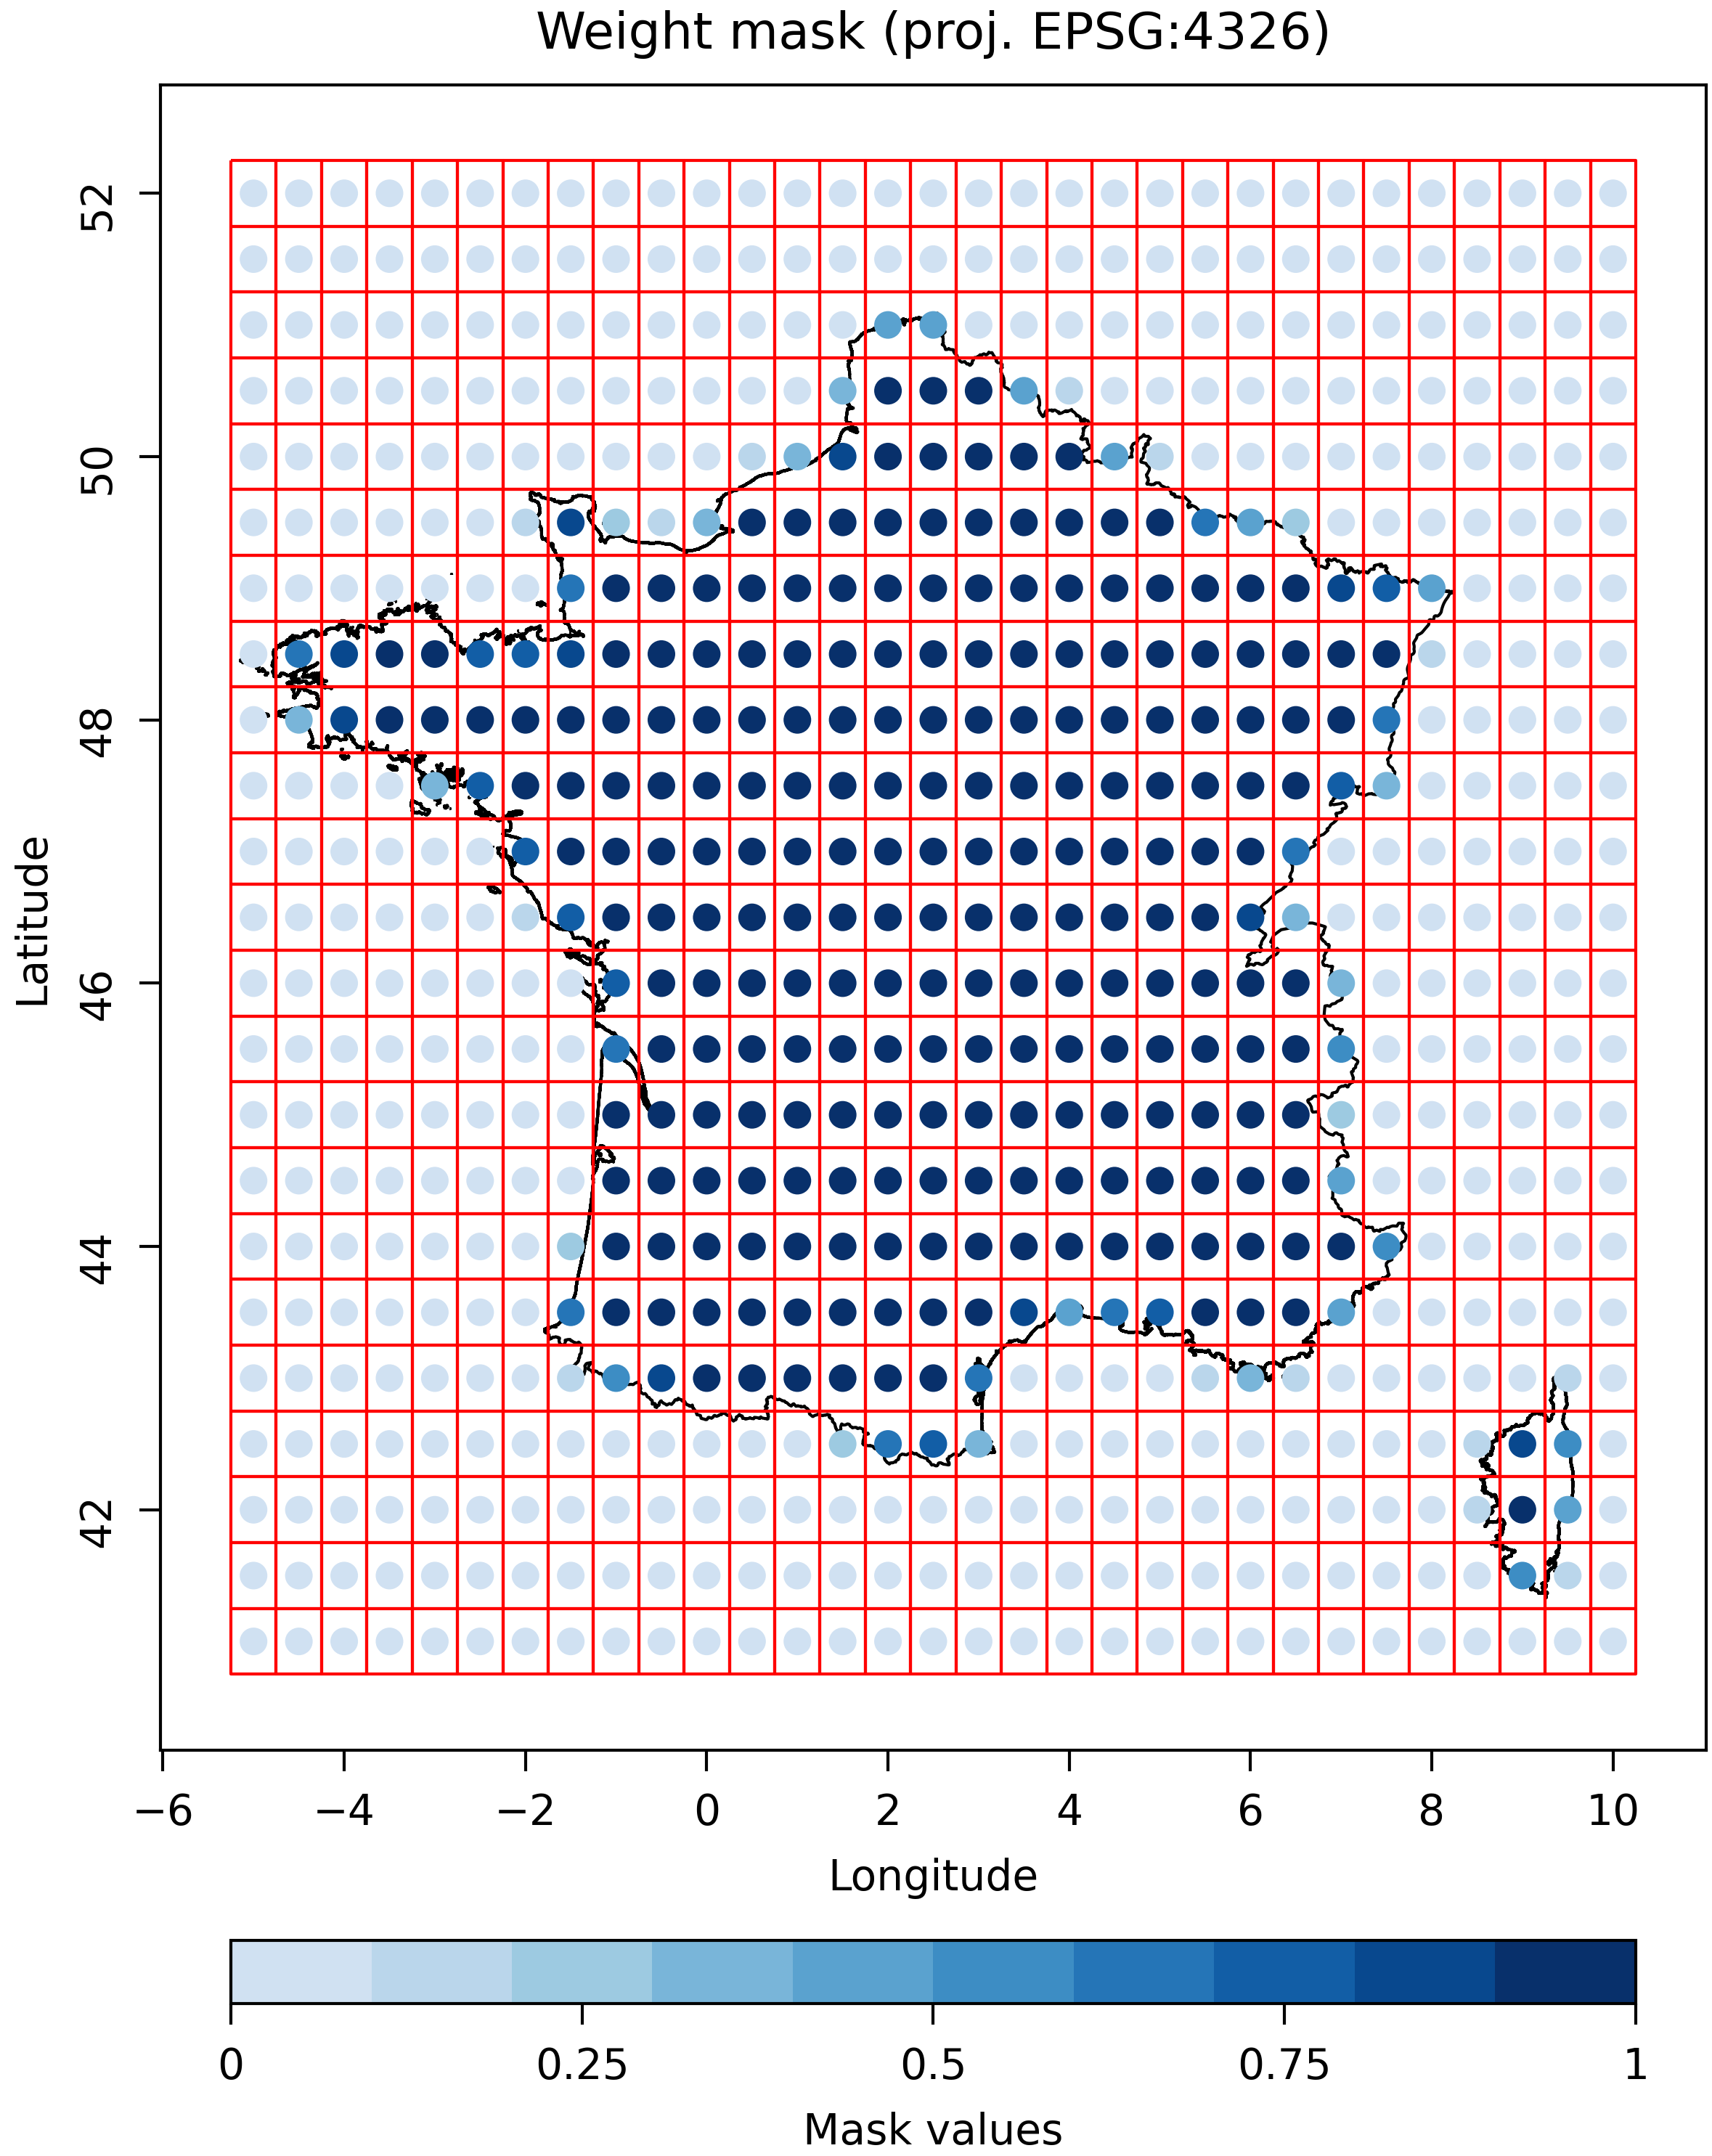 Weight mask (proj. EPSG:4326)
52
50
48
46
44
42
Latitude
−6 −4 −2 0 2 4 6 8 10
Longitude
0 0.25 0.5 0.75 1
Mask values